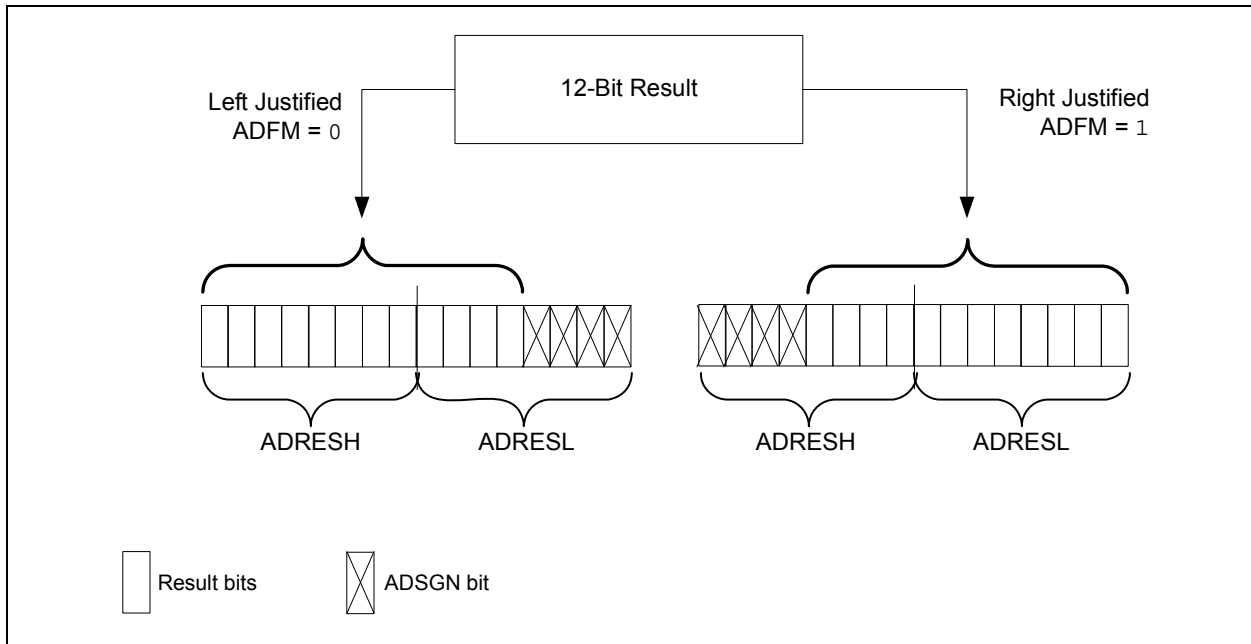 12-Bit Result
Left Justified
ADFM = 0
Right Justified
ADFM = 1
ADRESH
ADRESL
ADRESH
ADRESL
Result bits
ADSGN bit